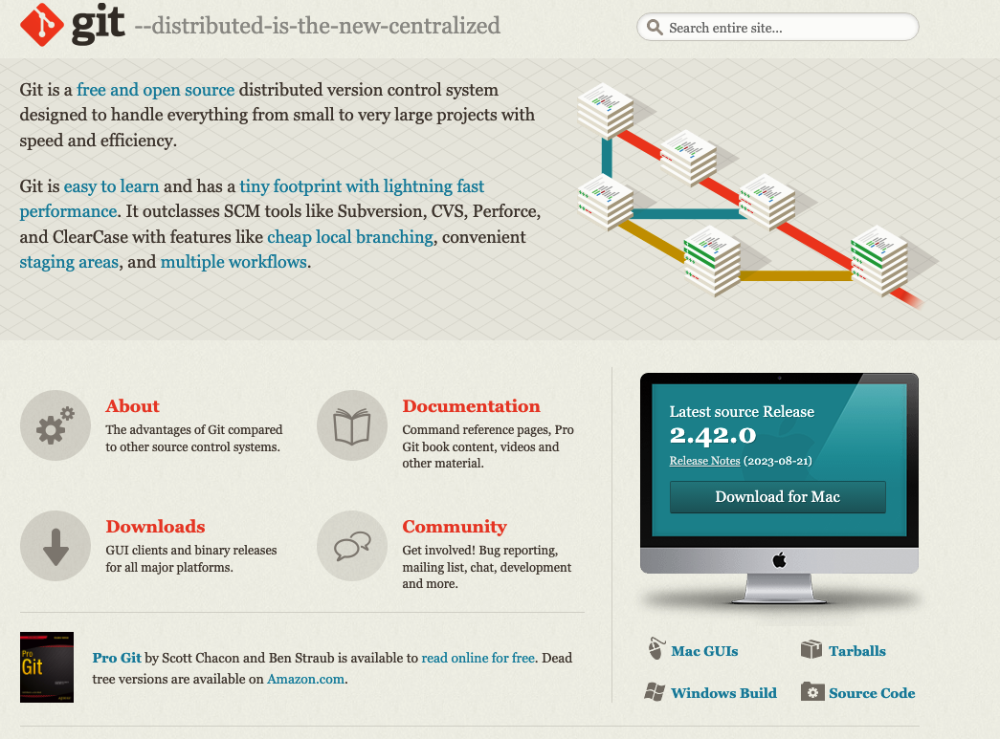 git --distributed-is-the-new-centralized
Search entire site...
Git is a free and open source distributed version control system
designed to handle everything from small to very large projects with
speed and efficiency.
Git is easy to learn and has a tiny footprint with lightning fast
performance. It outclasses SCM tools like Subversion, CVS, Perforce,
and ClearCase with features like cheap local branching, convenient
staging areas, and multiple workflows.
About
The advantages of Git compared
to other source control systems.
Documentation
Command reference pages, Pro
Git book content, videos and
other material.
Downloads
GUI clients and binary releases
for all major platforms.
Community
Get involved! Bug reporting,
mailing list, chat, development
and more.
Pro
Git
Pro Git by Scott Chacon and Ben Straub is available to read online for free. Dead
tree versions are available on Amazon.com.
Latest source Release
2.42.0
Release Notes (2023-08-21)
Download for Mac
Mac GUIs
Tarballs
Windows Build
Source Code